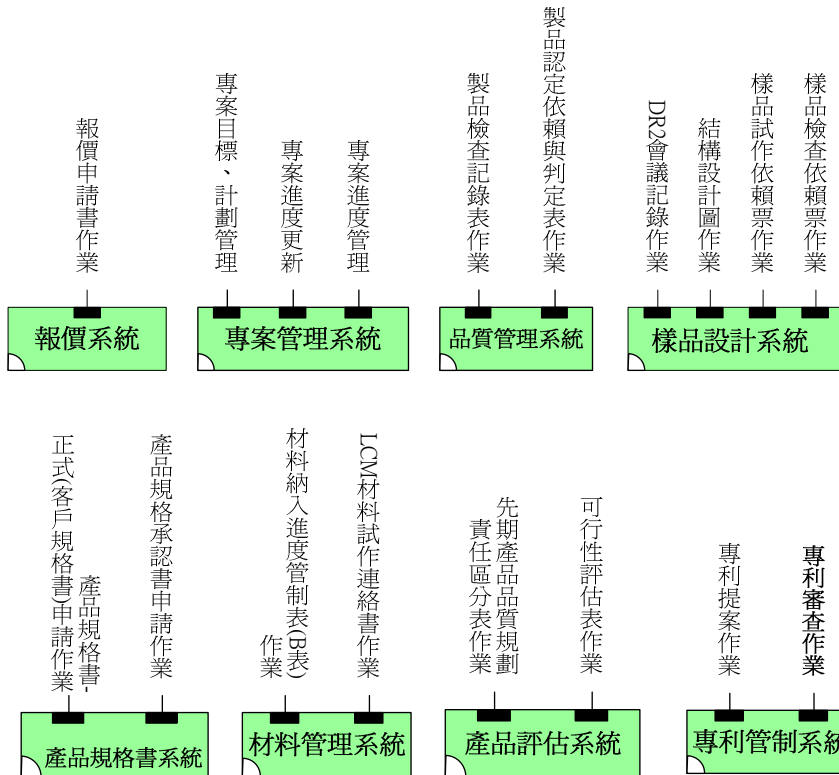 報價申請書作業
專案目標、計劃管理
專案進度更新
專案進度管理
製品檢查記錄表作業
製品認定依賴與判定表作業
DR2會議記錄作業
結構設計圖作業
樣品試作依賴票作業
樣品檢查依賴票作業
報價系統
專案管理系統
品質管理系統
樣品設計系統
產品規格書-
正式(客戶規格書)申請作業
產品規格承認書申請作業
材料納入進度管制表(B表)
作業
LCM材料試作連絡書作業
先期產品品質規劃
責任區分表作業
可行性評估表作業
專利提案作業
專利審查作業
產品規格書系統
材料管理系統
產品評估系統
專利管制系統